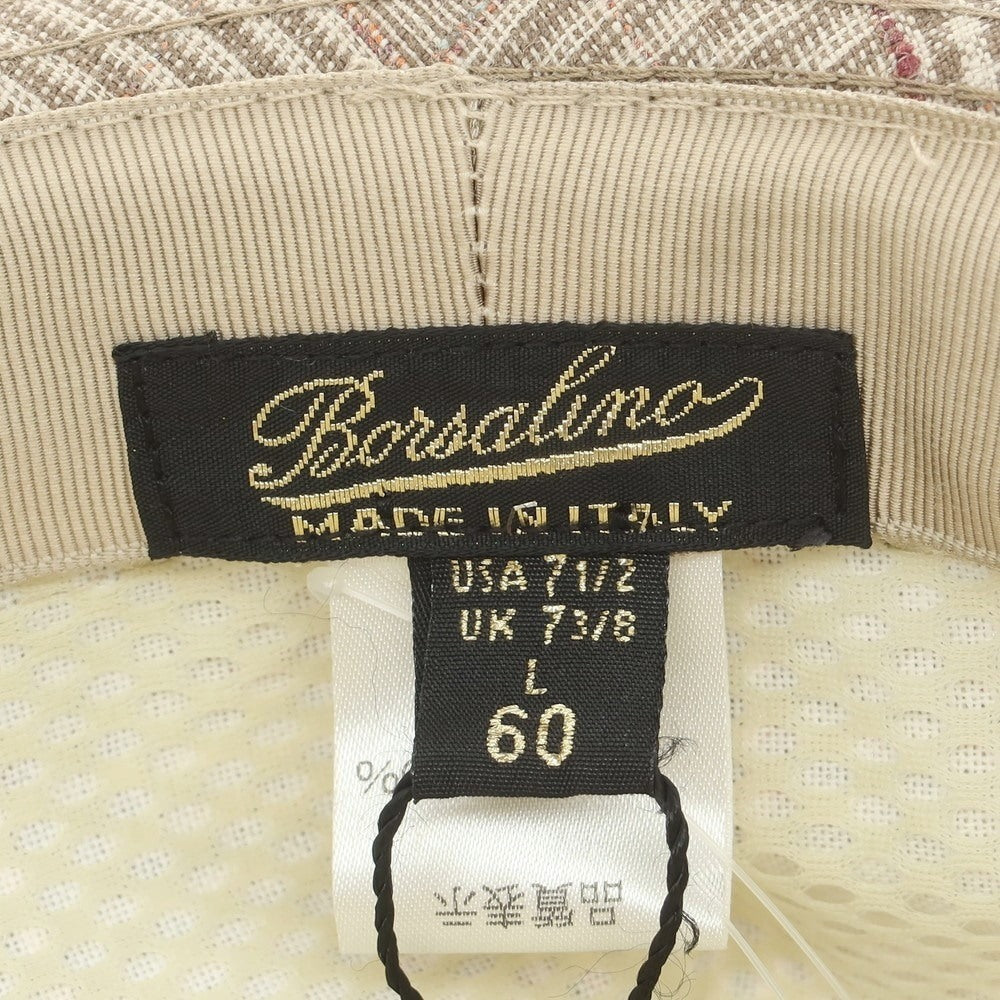 Borsalino
MADE IN ITALY
USA 7 1/2
UK 7 3/8
L
60
%